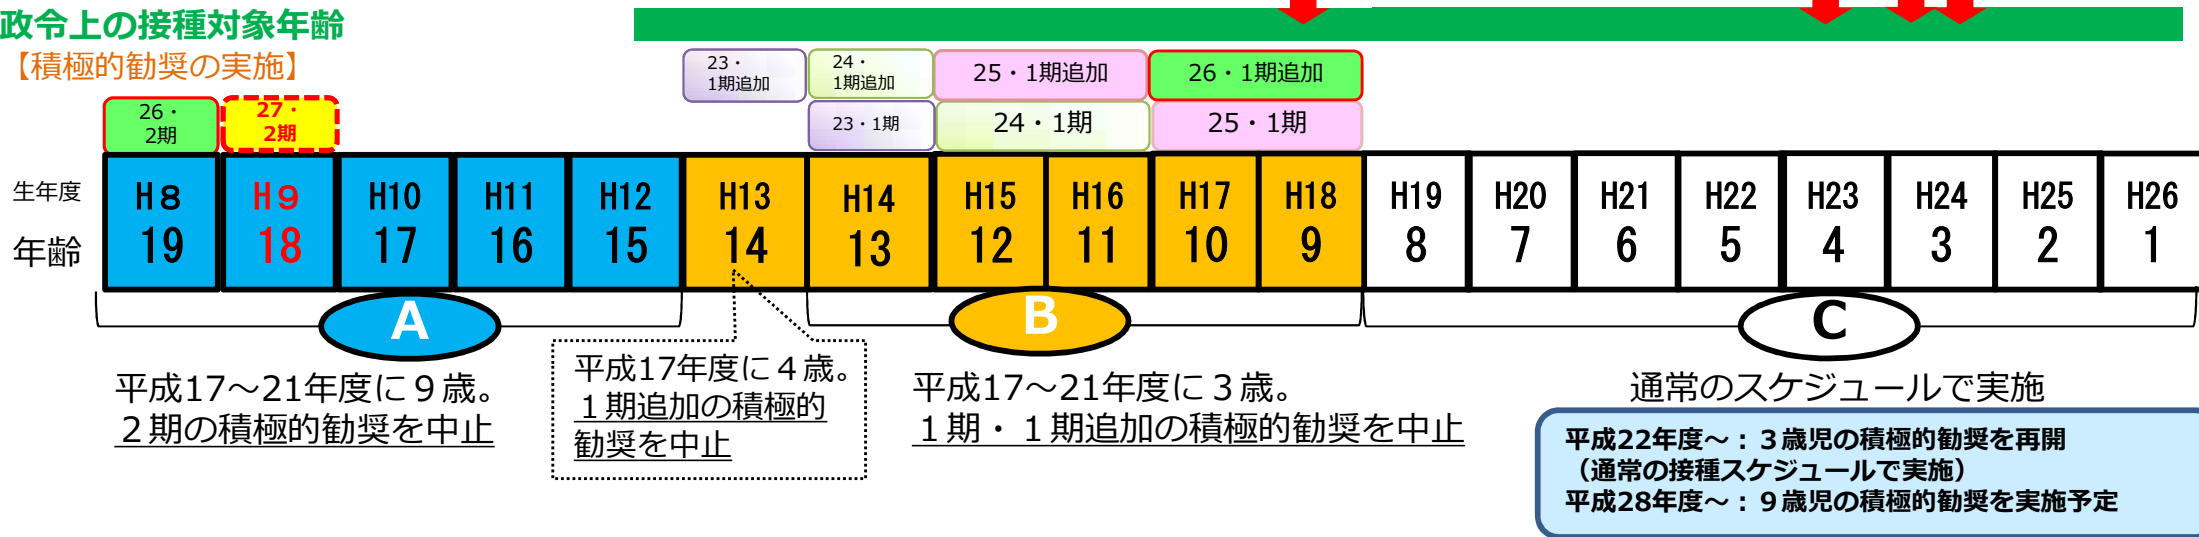 政令上の接種対象年齢
【積極的勧奨の実施】
23・
1期追加
24・
1期追加
25・1期追加
26・1期追加
26・
2期
27・
2期
23・1期
24・1期
25・1期
生年度
H８ H９ H10 H11 H12 H13 H14 H15 H16 H17 H18 H19 H20 H21 H22 H23 H24 H25 H26
年齢
19 18 17 16 15 14 13 12 11 10 9 8 7 6 5 4 3 2 1
A
B
C
平成17～21年度に９歳。
２期の積極的勧奨を中止
平成17年度に４歳。
１期追加の積極的
勧奨を中止
平成17～21年度に３歳。
１期・１期追加の積極的勧奨を中止
通常のスケジュールで実施
平成22年度～：３歳児の積極的勧奨を再開
（通常の接種スケジュールで実施）
平成28年度～：９歳児の積極的勧奨を実施予定